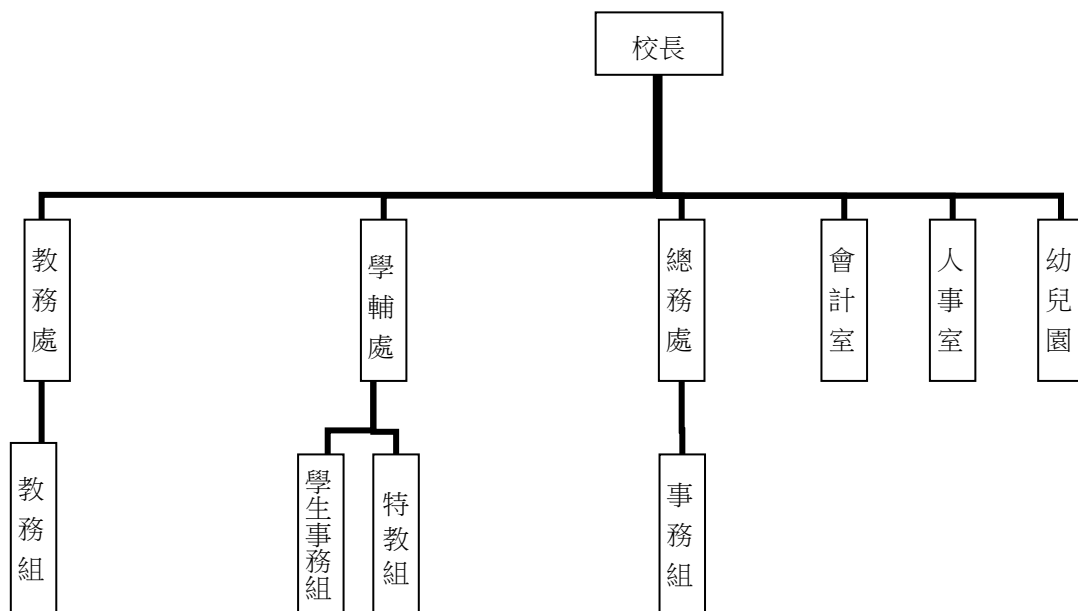 校長
教務處
學輔處
總務處
會計室
人事室
幼兒園
教務組
學生事務組
特教組
事務組